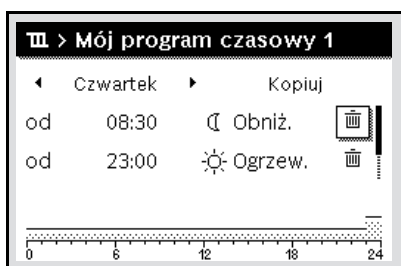 > Mój program czasowy 1
Czwartek Kopiuj
od 08:30 Obniż.
od 23:00 Ogrzew.
0 6 12 18 24